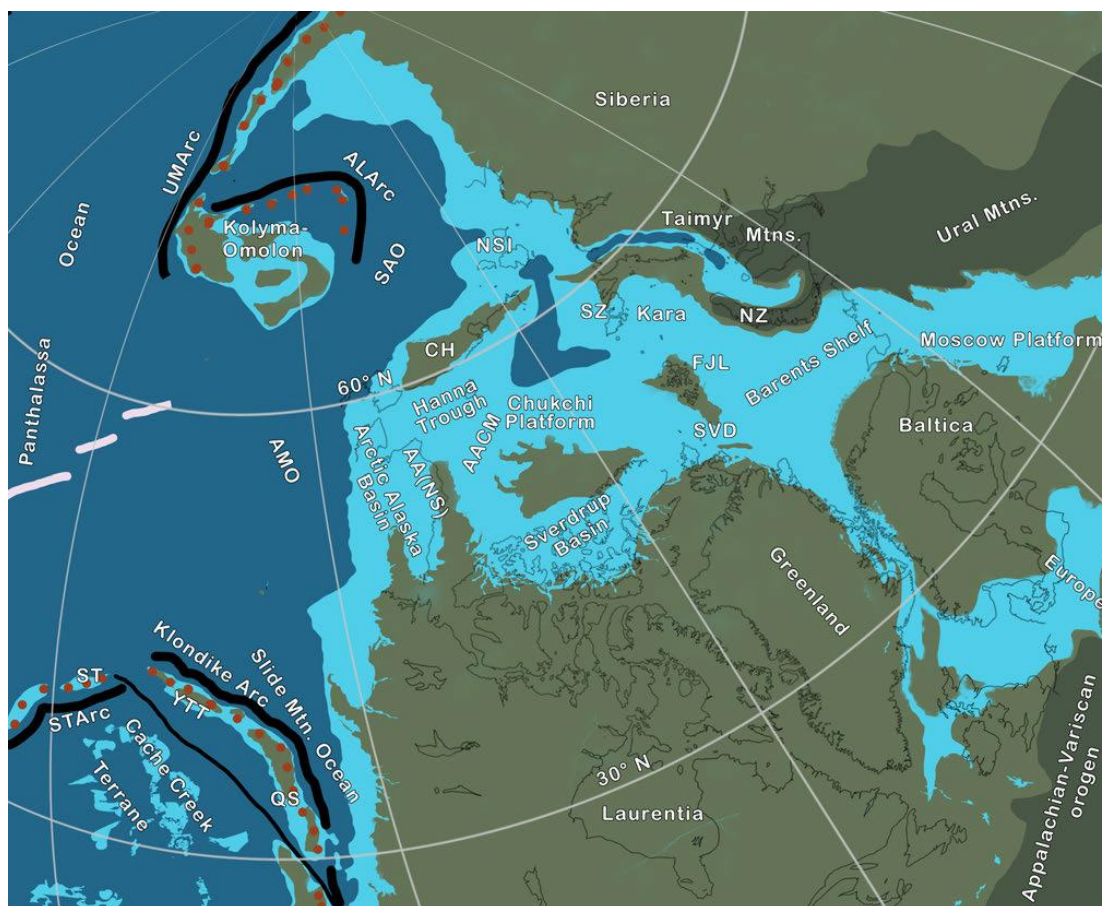 Siberia
UMArc
ALArc
Ocean
Kolyma-
Omolon
SAO
NSI
Taimyr
Mtns.
Ural Mtns.
SZ
Kara
NZ
CH
60° N
Hanna
Trough
Chukchi
Platform
FJL
Barents Shelf
Moscow Platform
Panthalassa
AMO
Arctic Alaska
Basin
AA(NS)
AACM
SVD
Baltica
Sverdrup
Basin
Greenland
Europe
Klondike Arc
Slide Mtn. Ocean
ST
STArc
YTT
Cache Creek
Terrane
QS
30° N
Laurentia
Appalachian-Variscan
orogen